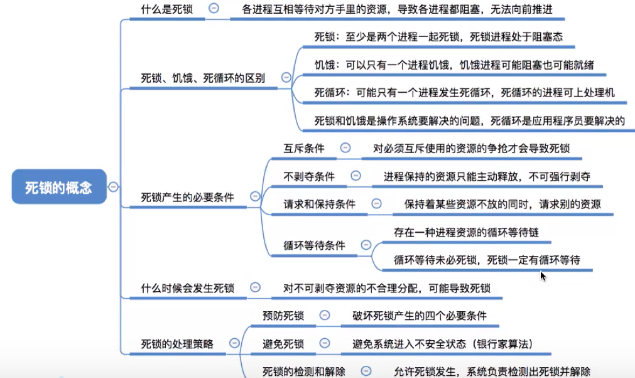 死锁的概念
什么是死锁
各进程互相等待对方手里的资源，导致各进程都阻塞，无法向前推进
死锁、饥饿、死循环的区别
死锁：至少是两个进程一起死锁，死锁进程处于阻塞态
饥饿：可以只有一个进程饥饿，饥饿进程可能阻塞也可能就绪
死循环：可能只有一个进程发生死循环，死循环的进程可上处理机
死锁和饥饿是操作系统要解决的问题，死循环是应用程序员要解决的
死锁产生的必要条件
互斥条件
对必须互斥使用的资源的争抢才会导致死锁
不剥夺条件
进程保持的资源只能主动释放，不可强行剥夺
请求和保持条件
保持着某些资源不放的同时，请求别的资源
循环等待条件
存在一种进程资源的循环等待链
循环等待未必死锁，死锁一定有循环等待
什么时候会发生死锁
对不可剥夺资源的不合理分配，可能导致死锁
死锁的处理策略
预防死锁
破坏死锁产生的四个必要条件
避免死锁
避免系统进入不安全状态（银行家算法）
死锁的检测和解除
允许死锁发生，系统负责检测出死锁并解除